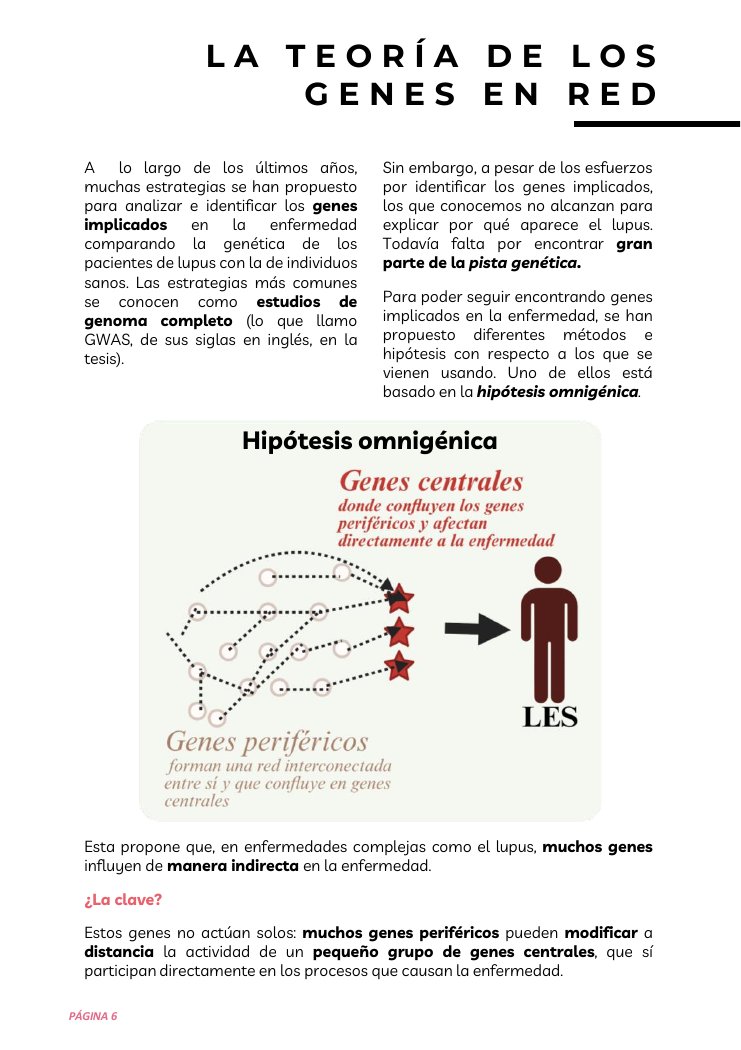 LA TEORÍA DE LOS
GENES EN RED
A lo largo de los últimos años,
muchas estrategias se han propuesto
para analizar e identificar los genes
implicados en la enfermedad
comparando la genética de los
pacientes de lupus con la de individuos
sanos. Las estrategias más comunes
se conocen como estudios de
genoma completo (lo que llamo
GWAS, de sus siglas en inglés, en la
tesis).
Sin embargo, a pesar de los esfuerzos
por identificar los genes implicados,
los que conocemos no alcanzan para
explicar por qué aparece el lupus.
Todavía falta por encontrar gran
parte de la pista genética.
Para poder seguir encontrando genes
implicados en la enfermedad, se han
propuesto diferentes métodos e
hipótesis con respecto a los que se
vienen usando. Uno de ellos está
basado en la hipótesis omnigénica.
Hipótesis omnigénica
Genes centrales
donde confluyen los genes
periféricos y afectan
directamente a la enfermedad
LES
Genes periféricos
forman una red interconectada
entre sí y que confluye en genes
centrales
Esta propone que, en enfermedades complejas como el lupus, muchos genes
influyen de manera indirecta en la enfermedad.
¿La clave?
Estos genes no actúan solos: muchos genes periféricos pueden modificar a
distancia la actividad de un pequeño grupo de genes centrales, que sí
participan directamente en los procesos que causan la enfermedad.
PÁGINA 6